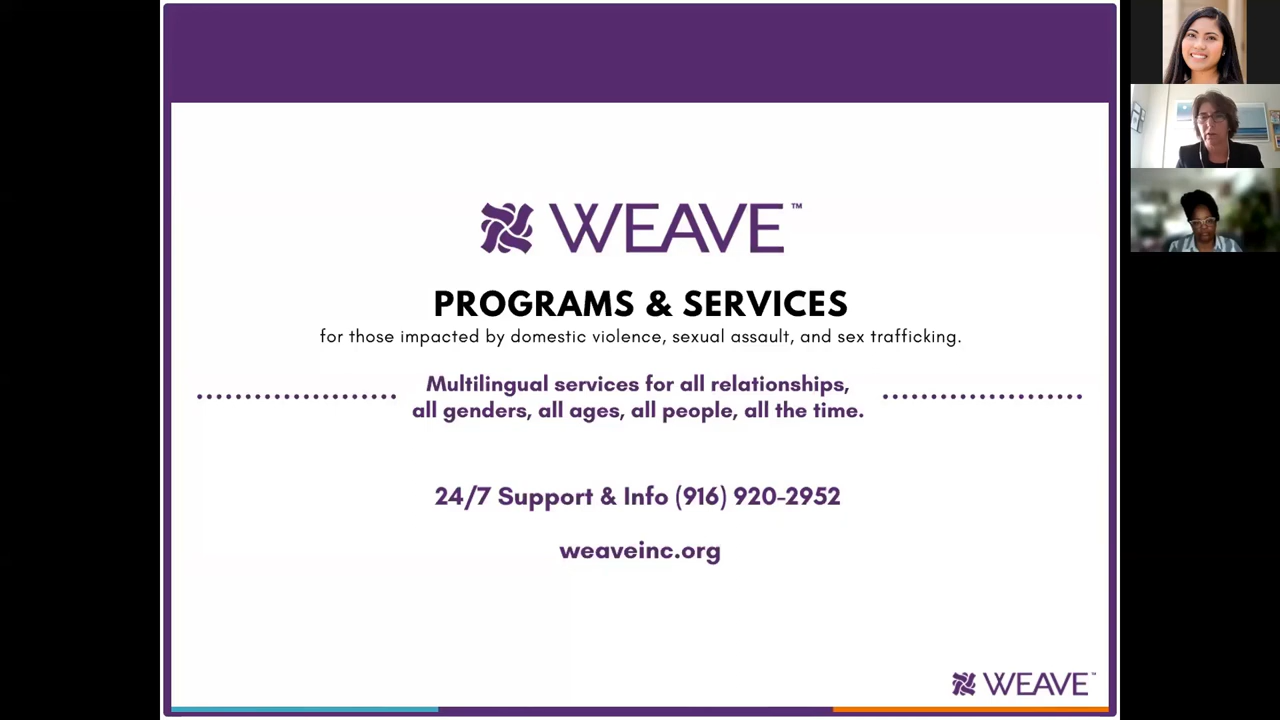 WEAVE™
PROGRAMS & SERVICES
for those impacted by domestic violence, sexual assault, and sex trafficking.
Multilingual services for all relationships,
all genders, all ages, all people, all the time.
24/7 Support & Info (916) 920-2952
weaveinc.org
WEAVE™